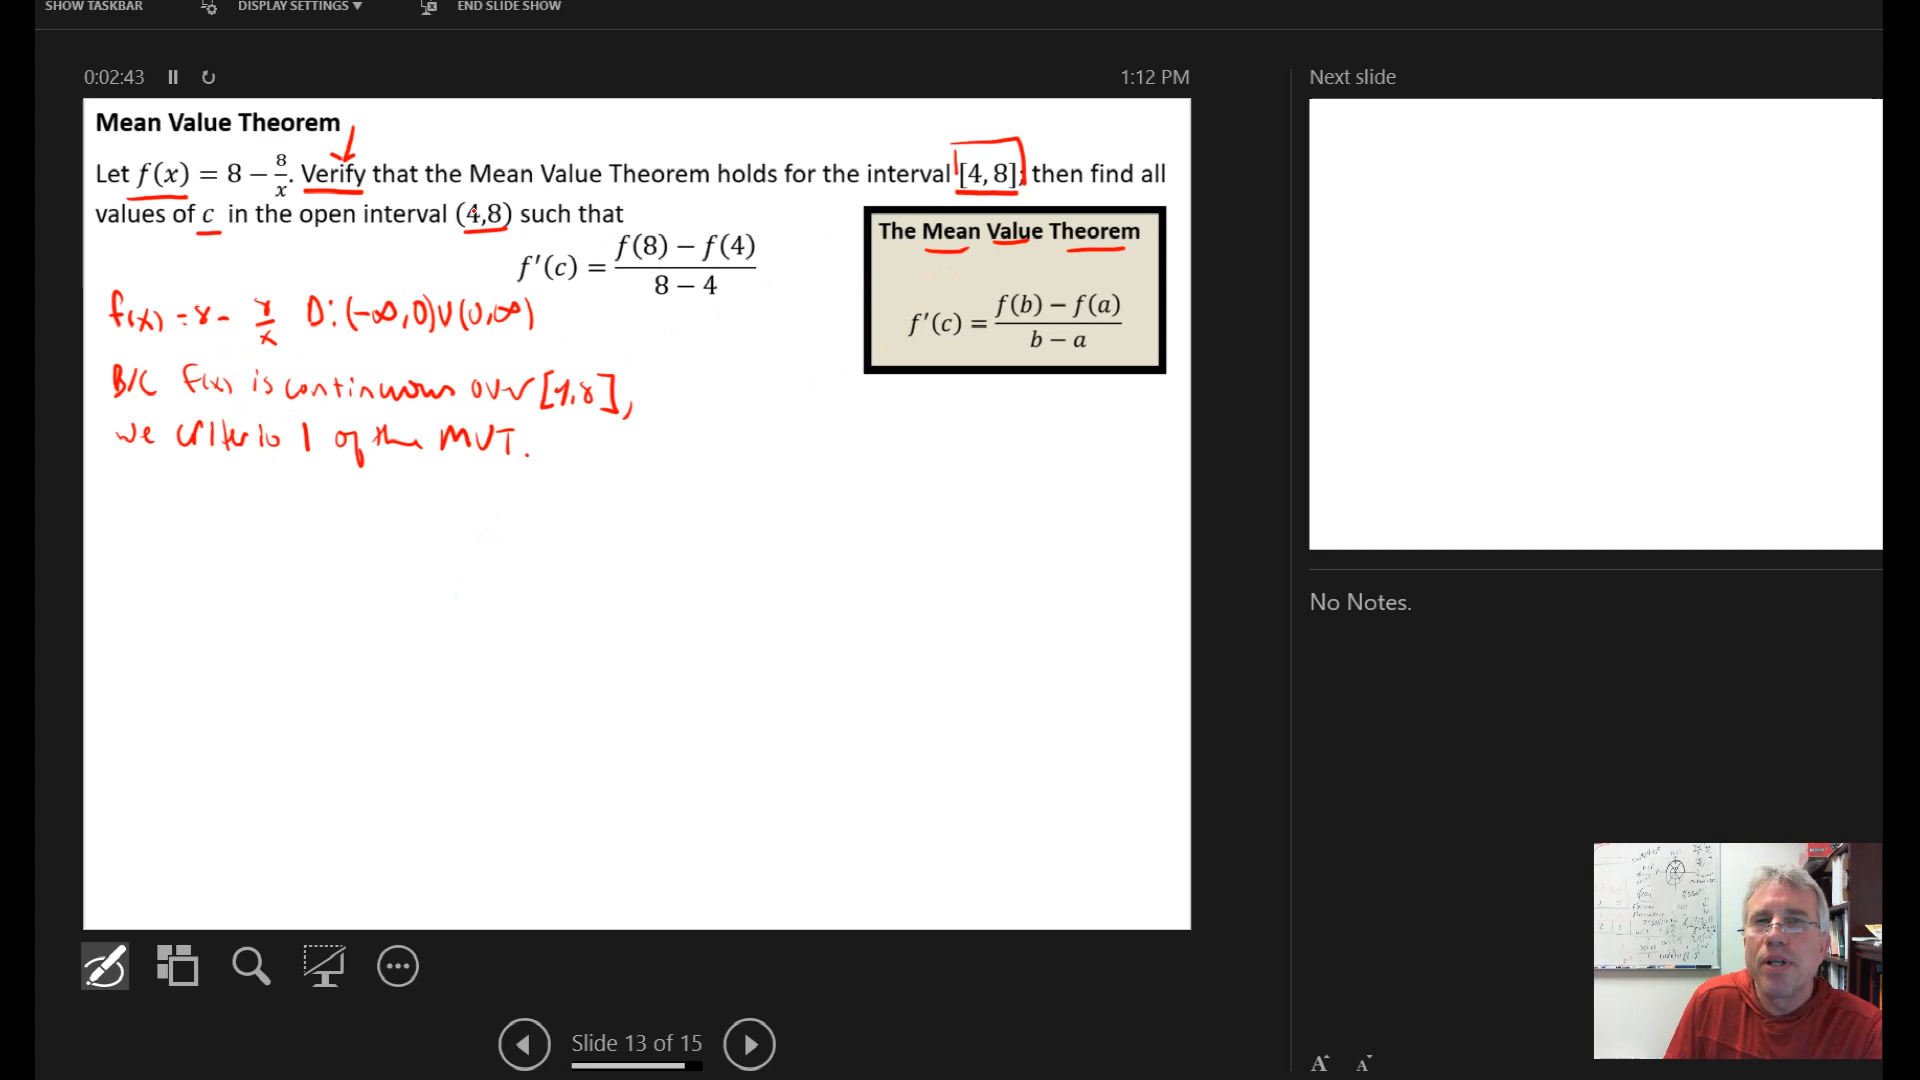 SHOW TASKBAR DISPLAY SETTINGS ▼ END SLIDE SHOW
0:02:43 1:12 PM
Next slide
Mean Value Theorem
Let f(x) = 8 − 8/x. Verify that the Mean Value Theorem holds for the interval [4, 8]; then find all
values of c in the open interval (4,8) such that
f′(c) = (f(8) − f(4))/(8 − 4)
The Mean Value Theorem
f′(c) = (f(b) − f(a))/(b − a)
f(x) = 8 - 8/x D: (-∞,0)U(0,∞)
B/C f(x) is continuous over [4,8],
we criteria 1 of the MVT.
No Notes.
Slide 13 of 15
A A